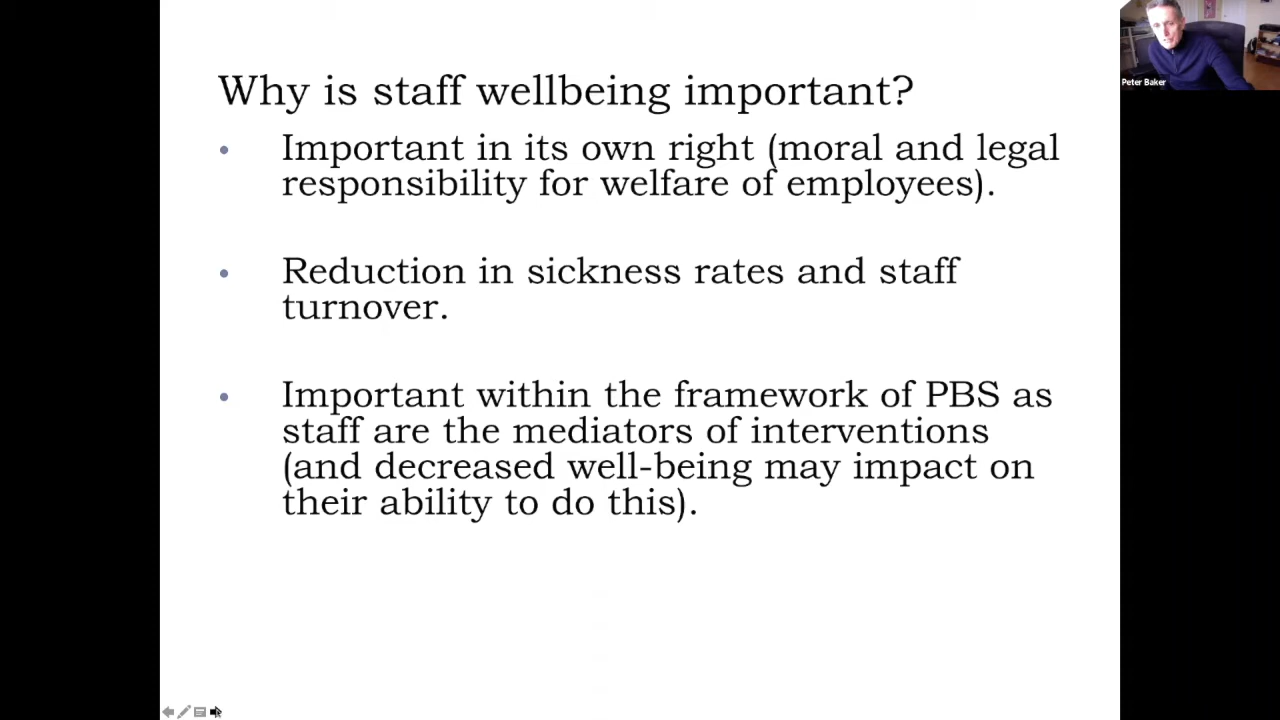 Why is staff wellbeing important?
• Important in its own right (moral and legal
responsibility for welfare of employees).
• Reduction in sickness rates and staff
turnover.
• Important within the framework of PBS as
staff are the mediators of interventions
(and decreased well-being may impact on
their ability to do this).
Peter Baker